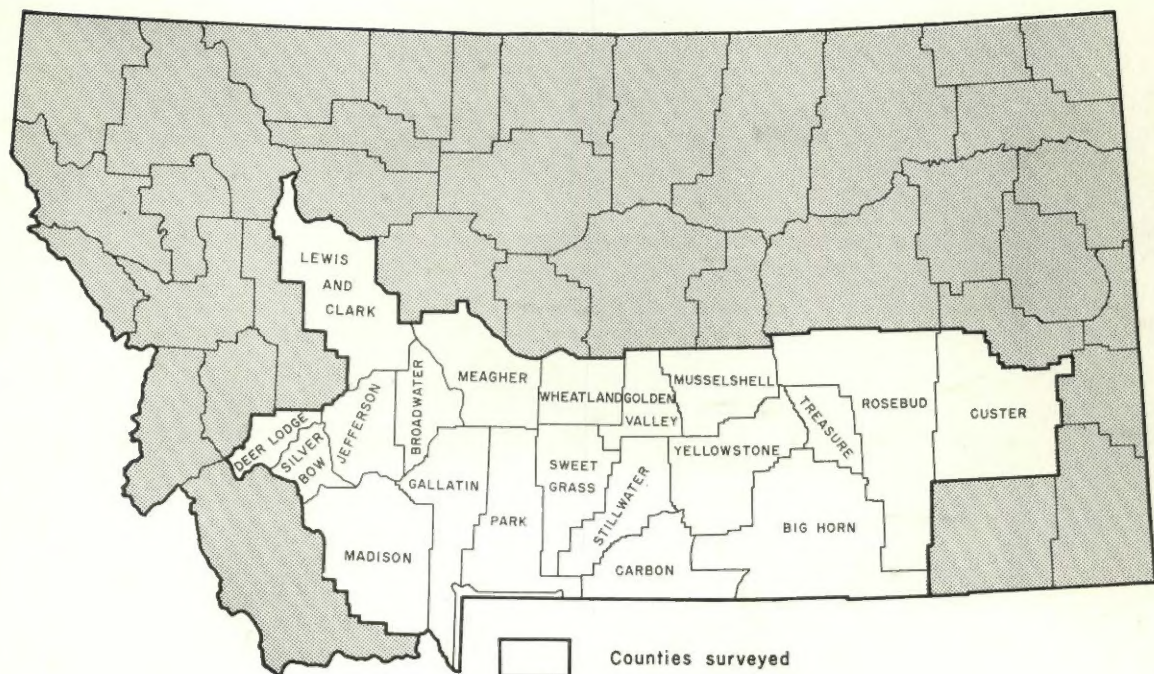 LEWIS
AND
CLARK
MEAGHER
BROADWATER
JEFFERSON
DEER LODGE
SILVER
BOW
WHEATLAND
GOLDEN
VALLEY
MUSSELSHELL
TREASURE
ROSEBUD
CUSTER
GALLATIN
PARK
SWEET
GRASS
STILLWATER
YELLOWSTONE
BIG HORN
MADISON
CARBON
Counties surveyed